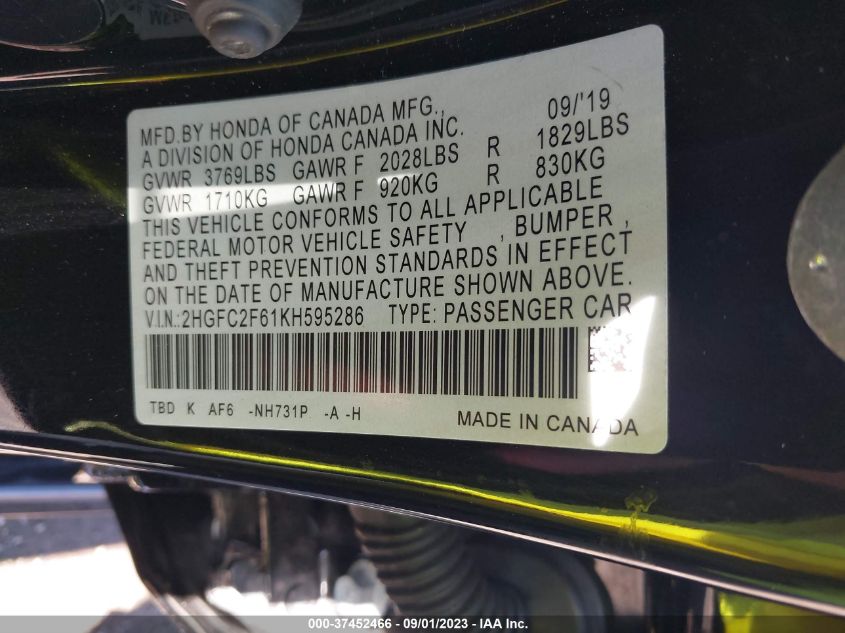 MFD.BY HONDA OF CANADA MFG., 09/'19
A DIVISION OF HONDA CANADA INC.
GVWR 3769LBS GAWR F 2028LBS R 1829LBS
GVWR 1710KG GAWR F 920KG R 830KG
THIS VEHICLE CONFORMS TO ALL APPLICABLE
FEDERAL MOTOR VEHICLE SAFETY , BUMPER ,
AND THEFT PREVENTION STANDARDS IN EFFECT
ON THE DATE OF MANUFACTURE SHOWN ABOVE.
V.I.N.:2HGFC2F61KH595286 TYPE: PASSENGER CAR
TBD K AF6 -NH731P -A -H
MADE IN CANADA
000-37452466 - 09/01/2023 - IAA Inc.